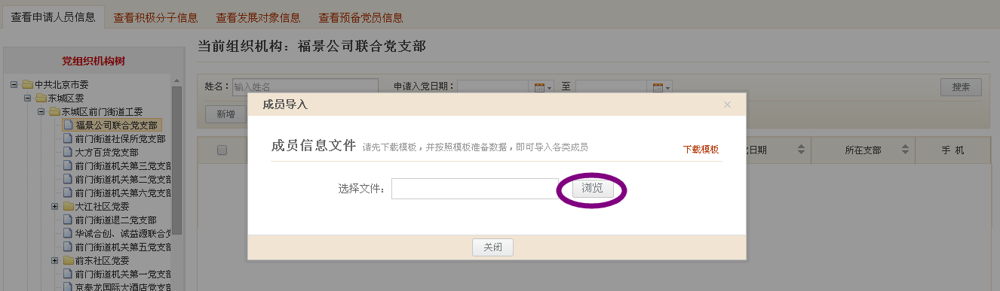 查看申请人员信息 查看积极分子信息 查看发展对象信息 查看预备党员信息
党组织机构树
中共北京市委
东城区委
东城区前门街道工委
福景公司联合党支部
前门街道社保所党支部
大方百货党支部
前门街道机关第三党支部
前门街道机关第二党支部
前门街道机关第六党支部
大江社区党委
前门街道退二党支部
华诚合创、诚益源联合党
前门街道机关第五党支部
前东社区党委
前门街道机关第一党支部
京泰龙国际大酒店党支部
当前组织机构：福景公司联合党支部
姓名： 输入姓名 申请入党日期： 至 搜索
新增
党日期 所在支部 手 机
成员导入 ×
成员信息文件 请先下载模板，并按照模板准备数据，即可导入各类成员 下载模板
选择文件： 浏览
关闭